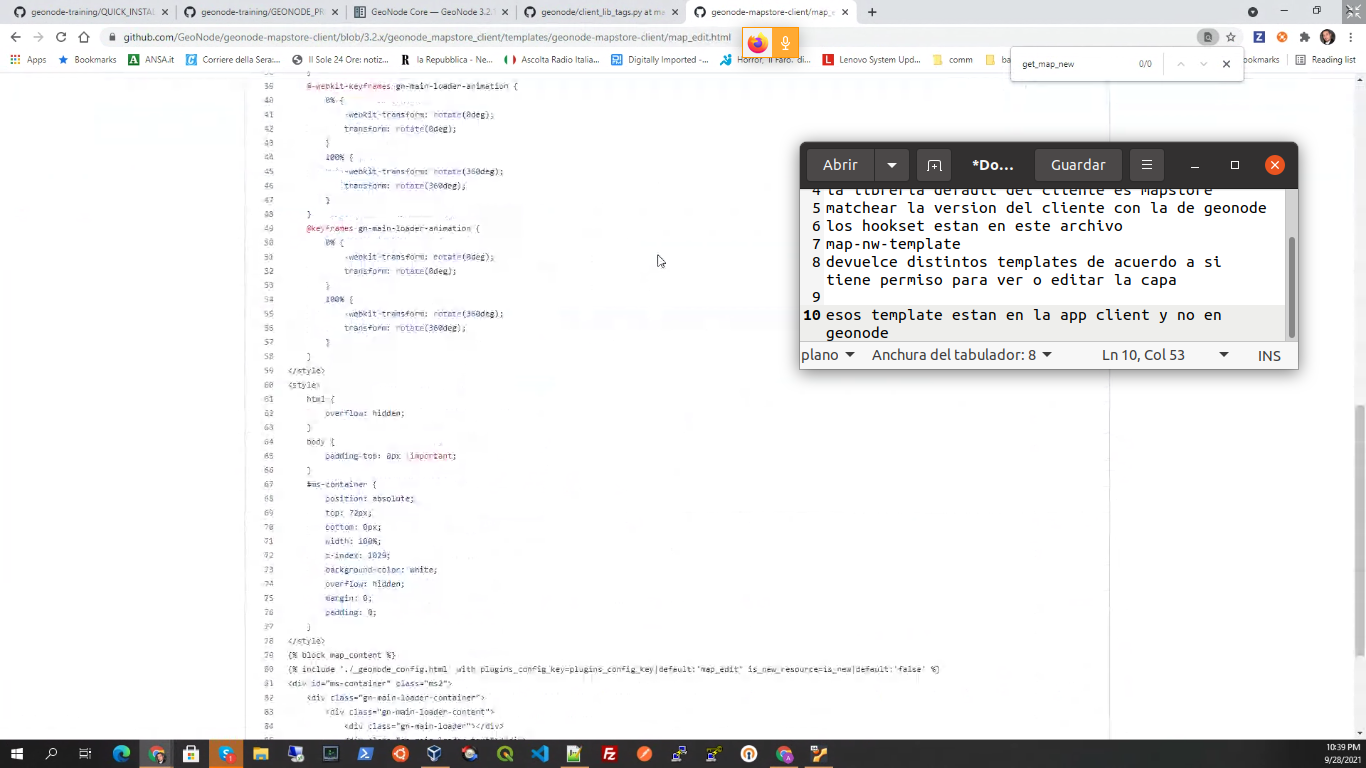 geonode-training/QUICK_INSTAL
geonode-training/GEONODE_PR
GeoNode Core — GeoNode 3.2.
geonode/client_lib_tags.py at ma
geonode-mapstore-client/map_e
github.com/GeoNode/geonode-mapstore-client/blob/3.2.x/geonode_mapstore_client/templates/geonode-mapstore-client/map_edit.html
Apps
Bookmarks
ANSA.it
Corriere della Sera:...
Il Sole 24 Ore: notiz...
la Repubblica - Ne...
Ascolta Radio Italia...
Digitally Imported -...
Horror, Il Faro: di...
Lenovo System Upd...
comm
ba
ookmarks
Reading list
get_map_new
0/0
39 @-webkit-keyframes gn-main-loader-animation {
40 0% {
41 -webkit-transform: rotate(0deg);
42 transform: rotate(0deg);
43 }
44 100% {
45 -webkit-transform: rotate(360deg);
46 transform: rotate(360deg);
47 }
48 }
49 @keyframes gn-main-loader-animation {
50 0% {
51 -webkit-transform: rotate(0deg);
52 transform: rotate(0deg);
53 }
54 100% {
55 -webkit-transform: rotate(360deg);
56 transform: rotate(360deg);
57 }
58 }
59 </style>
60 <style>
61 html {
62 overflow: hidden;
63 }
64 body {
65 padding-top: 0px !important;
66 }
67 #ms-container {
68 position: absolute;
69 top: 72px;
70 bottom: 0px;
71 width: 100%;
72 z-index: 1029;
73 background-color: white;
74 overflow: hidden;
75 margin: 0;
76 padding: 0;
77 }
78 </style>
79 {% block map_content %}
80 {% include './_geonode_config.html' with plugins_config_key=plugins_config_key|default:'map_edit' is_new_resource=is_new|default:'false' %}
81 <div id="ms-container" class="ms2">
82 <div class="gn-main-loader-container">
83 <div class="gn-main-loader-content">
84 <div class="gn-main-loader"></div>
Abrir
*Do...
Guardar
4 la libreria default del cliente es mapstore
5 matchear la version del cliente con la de geonode
6 los hookset estan en este archivo
7 map-nw-template
8 devuelce distintos templates de acuerdo a si
tiene permiso para ver o editar la capa
9
10 esos template estan en la app client y no en
geonode
plano
Anchura del tabulador: 8
Ln 10, Col 53
INS
10:39 PM
9/28/2021